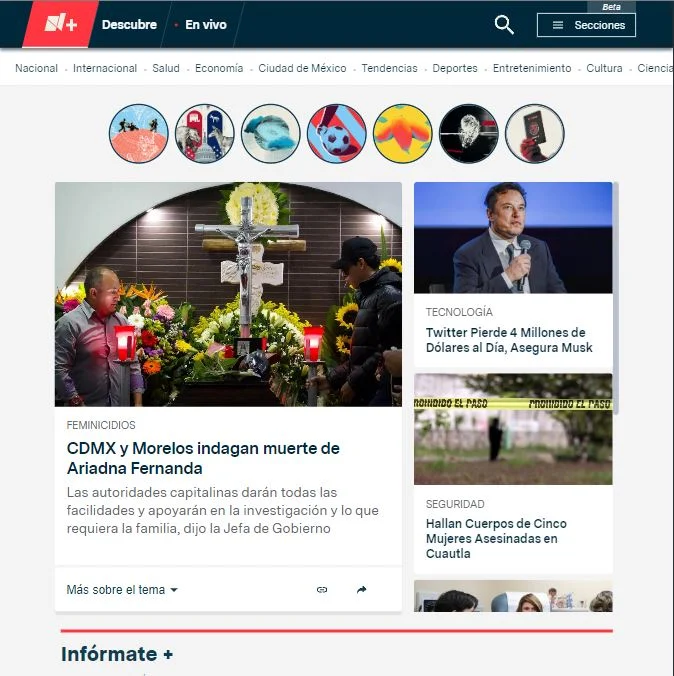 N+
Descubre
En vivo
Beta
Secciones
Nacional - Internacional - Salud - Economía - Ciudad de México - Tendencias - Deportes - Entretenimiento - Cultura - Ciencia
FEMINICIDIOS
CDMX y Morelos indagan muerte de
Ariadna Fernanda
Las autoridades capitalinas darán todas las
facilidades y apoyarán en la investigación y lo que
requiera la familia, dijo la Jefa de Gobierno
Más sobre el tema
TECNOLOGÍA
Twitter Pierde 4 Millones de
Dólares al Día, Asegura Musk
PROHIBIDO EL PASO PROHIBIDO EL PASO
SEGURIDAD
Hallan Cuerpos de Cinco
Mujeres Asesinadas en
Cuautla
Infórmate +